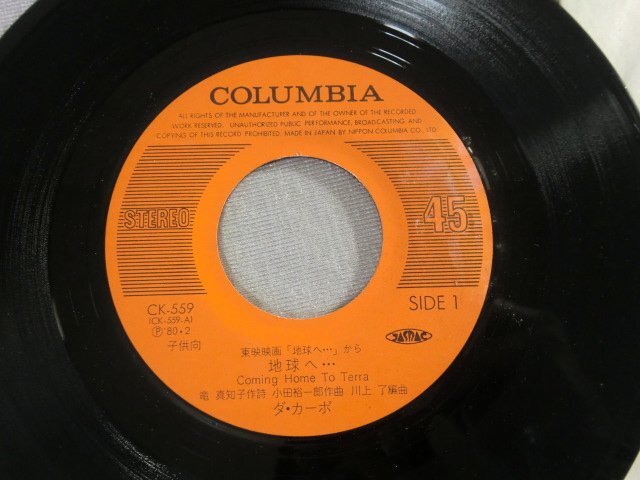 COLUMBIA
ALL RIGHTS OF THE MANUFACTURER AND OF THE OWNER OF THE RECORDED
WORK RESERVED. UNAUTHORIZED PUBLIC PERFORMANCE, BROADCASTING AND
COPYING OF THIS RECORD PROHIBITED. MADE IN JAPAN BY NIPPON COLUMBIA CO., LTD.
STEREO
45
CK-559
(CK-559-A)
Ⓟ'80・2
子供向
SIDE 1
JASRAC
東映映画「地球へ…」から
地球へ…
Coming Home To Terra
竜 真知子作詩 小田裕一郎作曲 川上 了編曲
ダ・カーポ